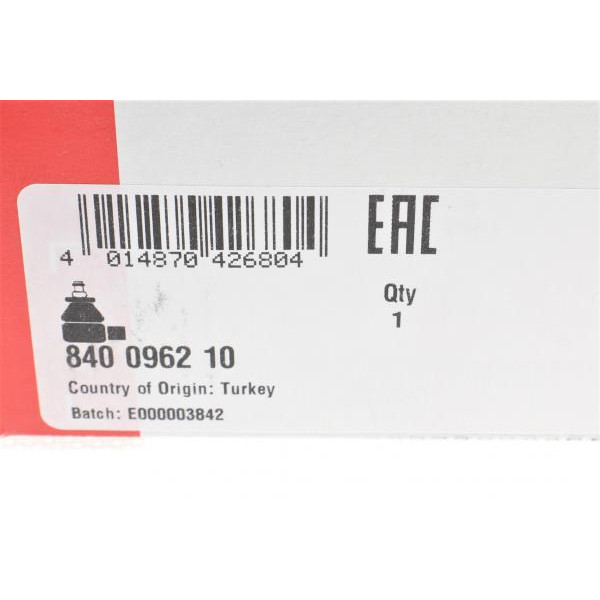 4 014870 426804
EAC
Qty
1
840 0962 10
Country of Origin: Turkey
Batch: E000003842